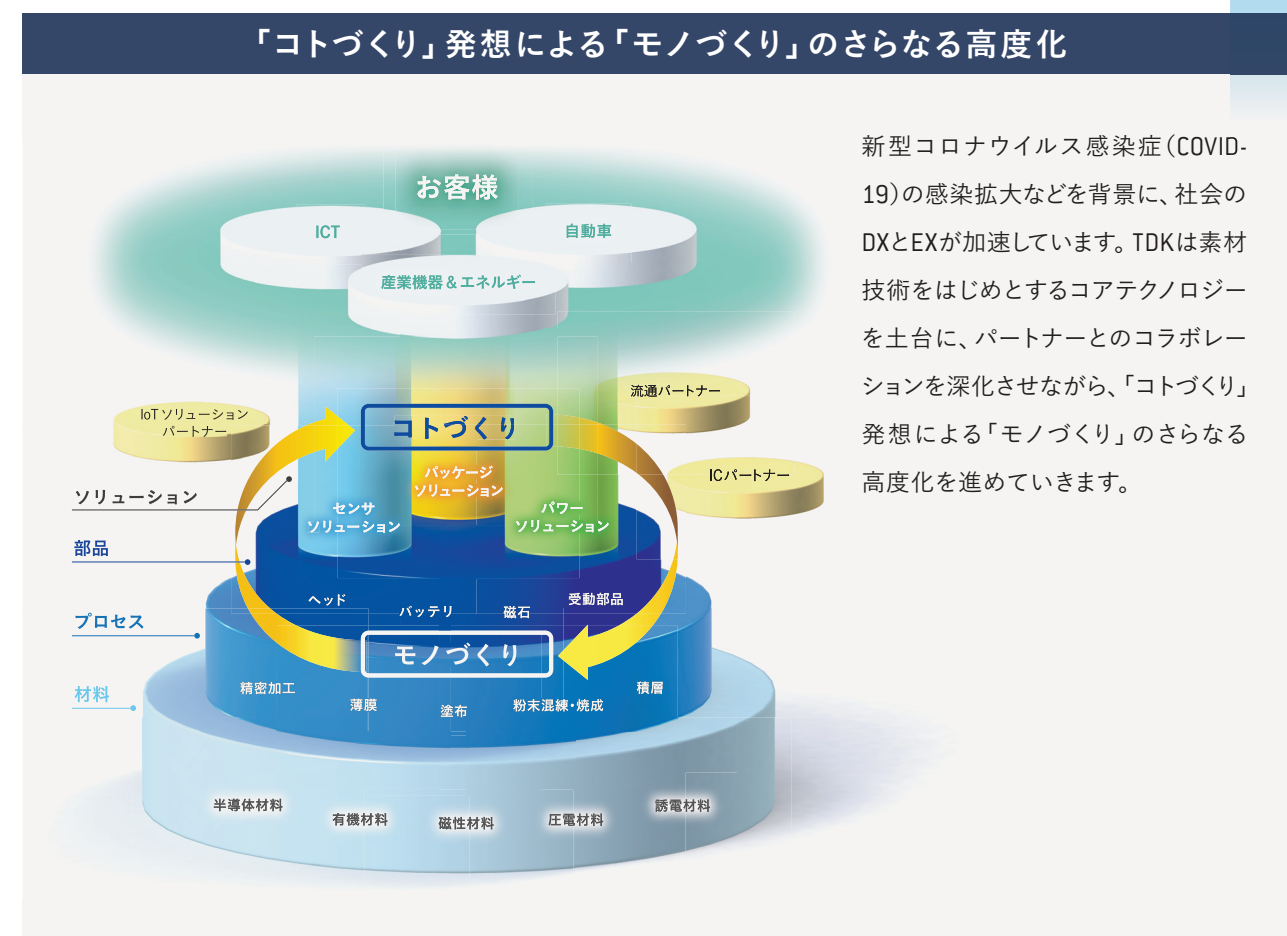 「コトづくり」発想による「モノづくり」のさらなる高度化
新型コロナウイルス感染症(COVID-
19)の感染拡大などを背景に、社会の
DXとEXが加速しています。TDKは素材
技術をはじめとするコアテクノロジー
を土台に、パートナーとのコラボレー
ションを深化させながら、「コトづくり」
発想による「モノづくり」のさらなる
高度化を進めていきます。
お客様
ICT
自動車
産業機器&エネルギー
流通パートナー
IoTソリューション
パートナー
コトづくり
ICパートナー
パッケージ
ソリューション
センサ
ソリューション
パワー
ソリューション
ソリューション
部品
ヘッド
バッテリ
磁石
受動部品
プロセス
モノづくり
精密加工
薄膜
塗布
粉末混練・焼成
積層
材料
半導体材料
有機材料
磁性材料
圧電材料
誘電材料